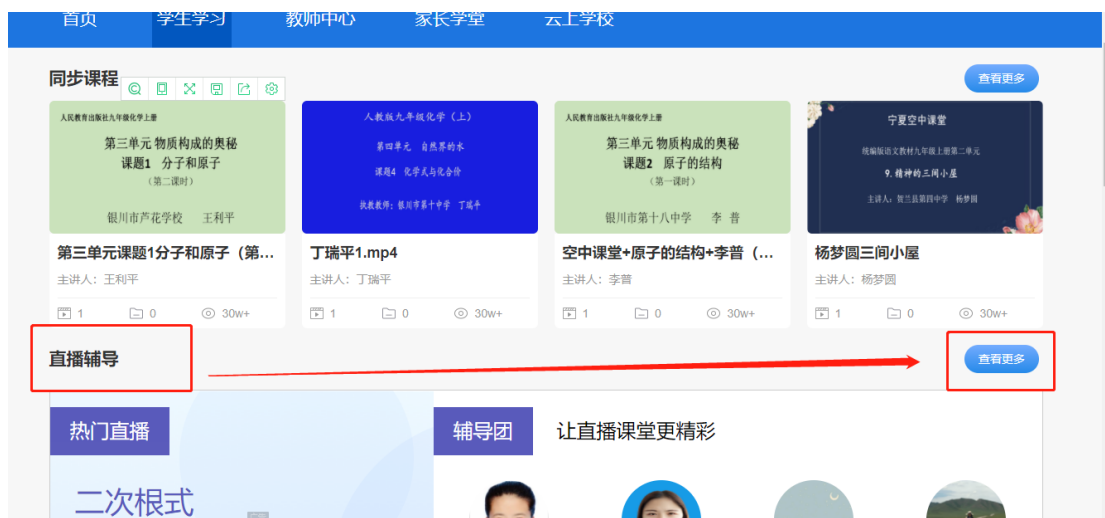 首页 学生学习 教师中心 家长学堂 云上学校
同步课程 查看更多
人民教育出版社九年级化学上册
第三单元 物质构成的奥秘
课题1 分子和原子
（第二课时）
银川市芦花学校 王利平
人教版九年级化学（上）
第四单元 自然界的水
课题4 化学式与化合价
执教教师：银川市第十中学 丁瑞平
人民教育出版社九年级化学上册
第三单元 物质构成的奥秘
课题2 原子的结构
（第一课时）
银川市第十八中学 李 普
宁夏空中课堂
统编版语文教材九年级上册第二单元
9. 精神的三间小屋
主讲人：贺兰县第四中学 杨梦圆
第三单元课题1分子和原子（第...
主讲人：王利平
1 0 30w+
丁瑞平1.mp4
主讲人：丁瑞平
1 0 30w+
空中课堂+原子的结构+李普（...
主讲人：李普
1 0 30w+
杨梦圆三间小屋
主讲人：杨梦圆
1 0 30w+
直播辅导 查看更多
热门直播 辅导团 让直播课堂更精彩
二次根式